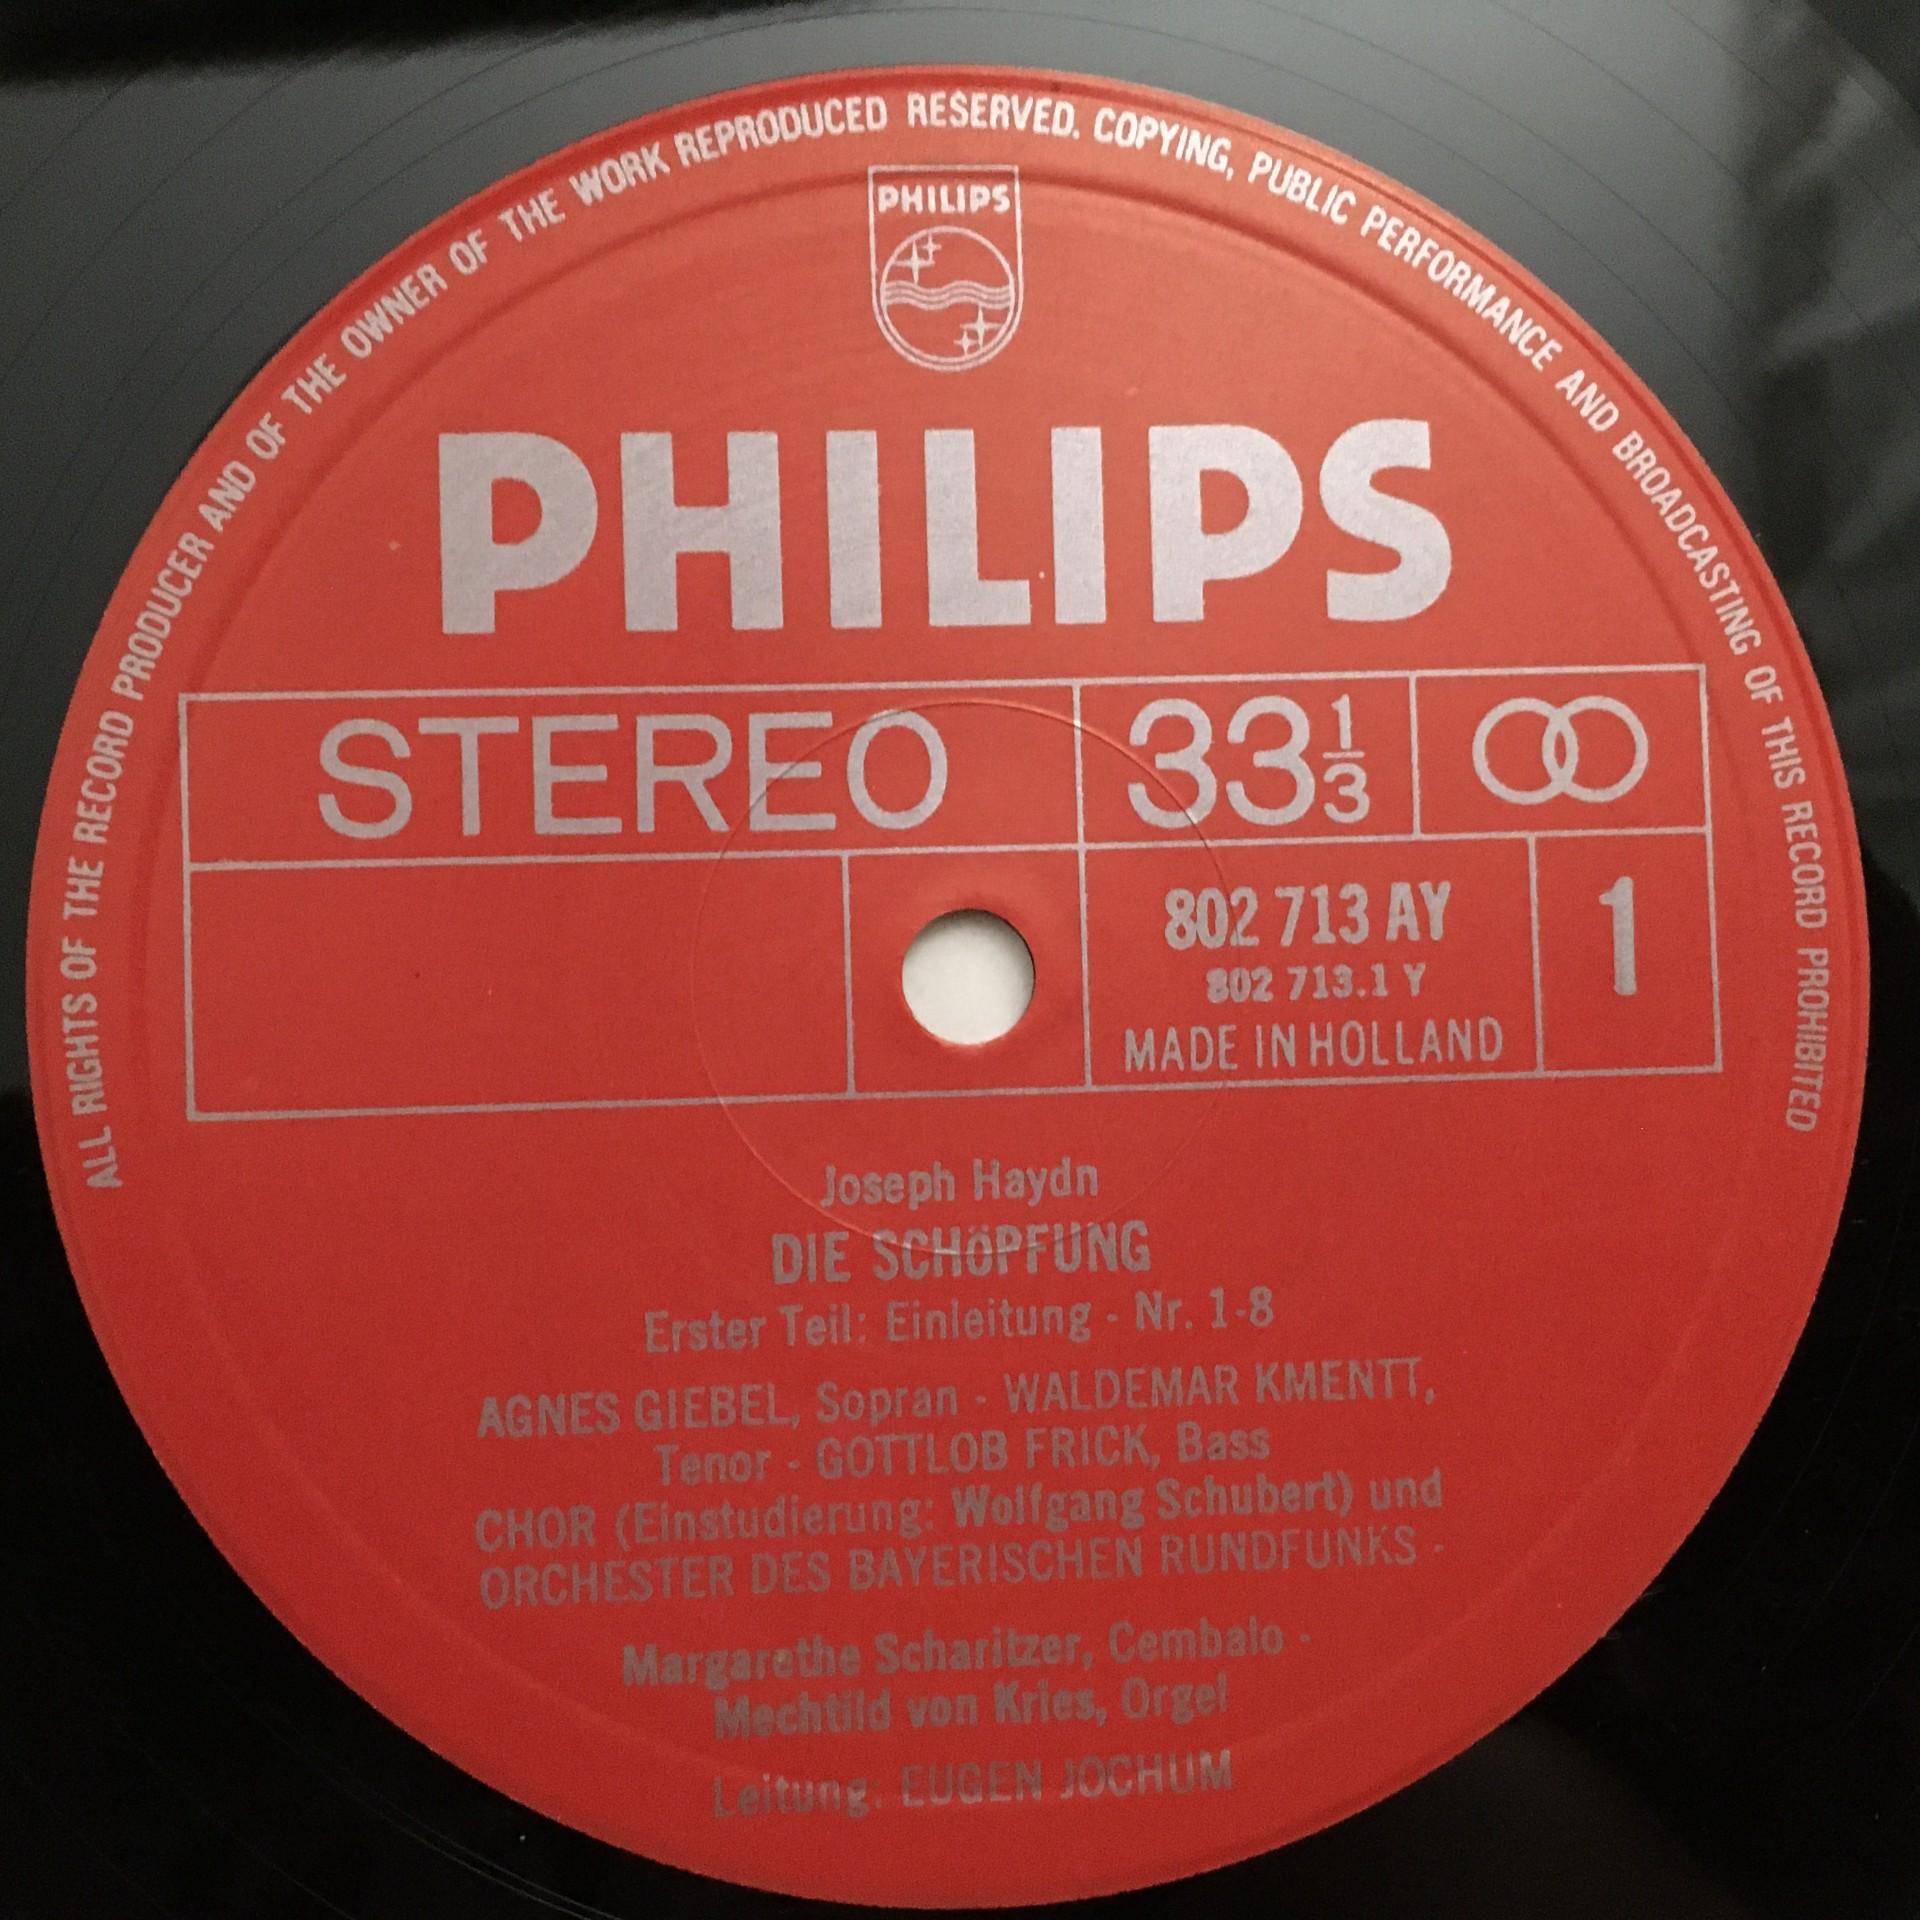 ALL RIGHTS OF THE RECORD PRODUCER AND OF THE OWNER OF THE WORK REPRODUCED RESERVED. COPYING, PUBLIC PERFORMANCE AND BROADCASTING OF THIS RECORD PROHIBITED
PHILIPS
PHILIPS
STEREO 33 1/3
802 713 AY 1
802 713.1 Y
MADE IN HOLLAND
Joseph Haydn
DIE SCHÖPFUNG
Erster Teil: Einleitung - Nr. 1-8
AGNES GIEBEL, Sopran - WALDEMAR KMENTT,
Tenor - GOTTLOB FRICK, Bass
CHOR (Einstudierung: Wolfgang Schubert) und
ORCHESTER DES BAYERISCHEN RUNDFUNKS -
Margarethe Scharitzer, Cembalo -
Mechtild von Kries, Orgel
Leitung: EUGEN JOCHUM